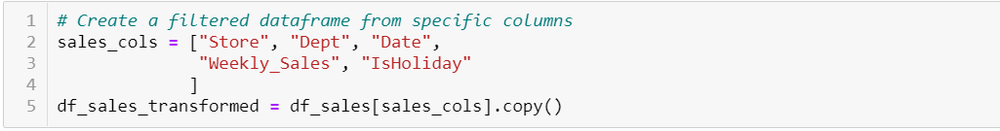 1 # Create a filtered dataframe from specific columns
2 sales_cols = ["Store", "Dept", "Date",
3               "Weekly_Sales", "IsHoliday"
4              ]
5 df_sales_transformed = df_sales[sales_cols].copy()